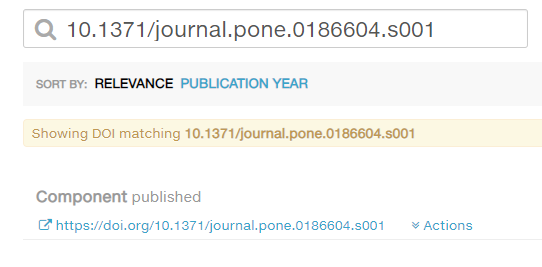 10.1371/journal.pone.0186604.s001
SORT BY: RELEVANCE PUBLICATION YEAR
Showing DOI matching 10.1371/journal.pone.0186604.s001
Component published
https://doi.org/10.1371/journal.pone.0186604.s001 Actions